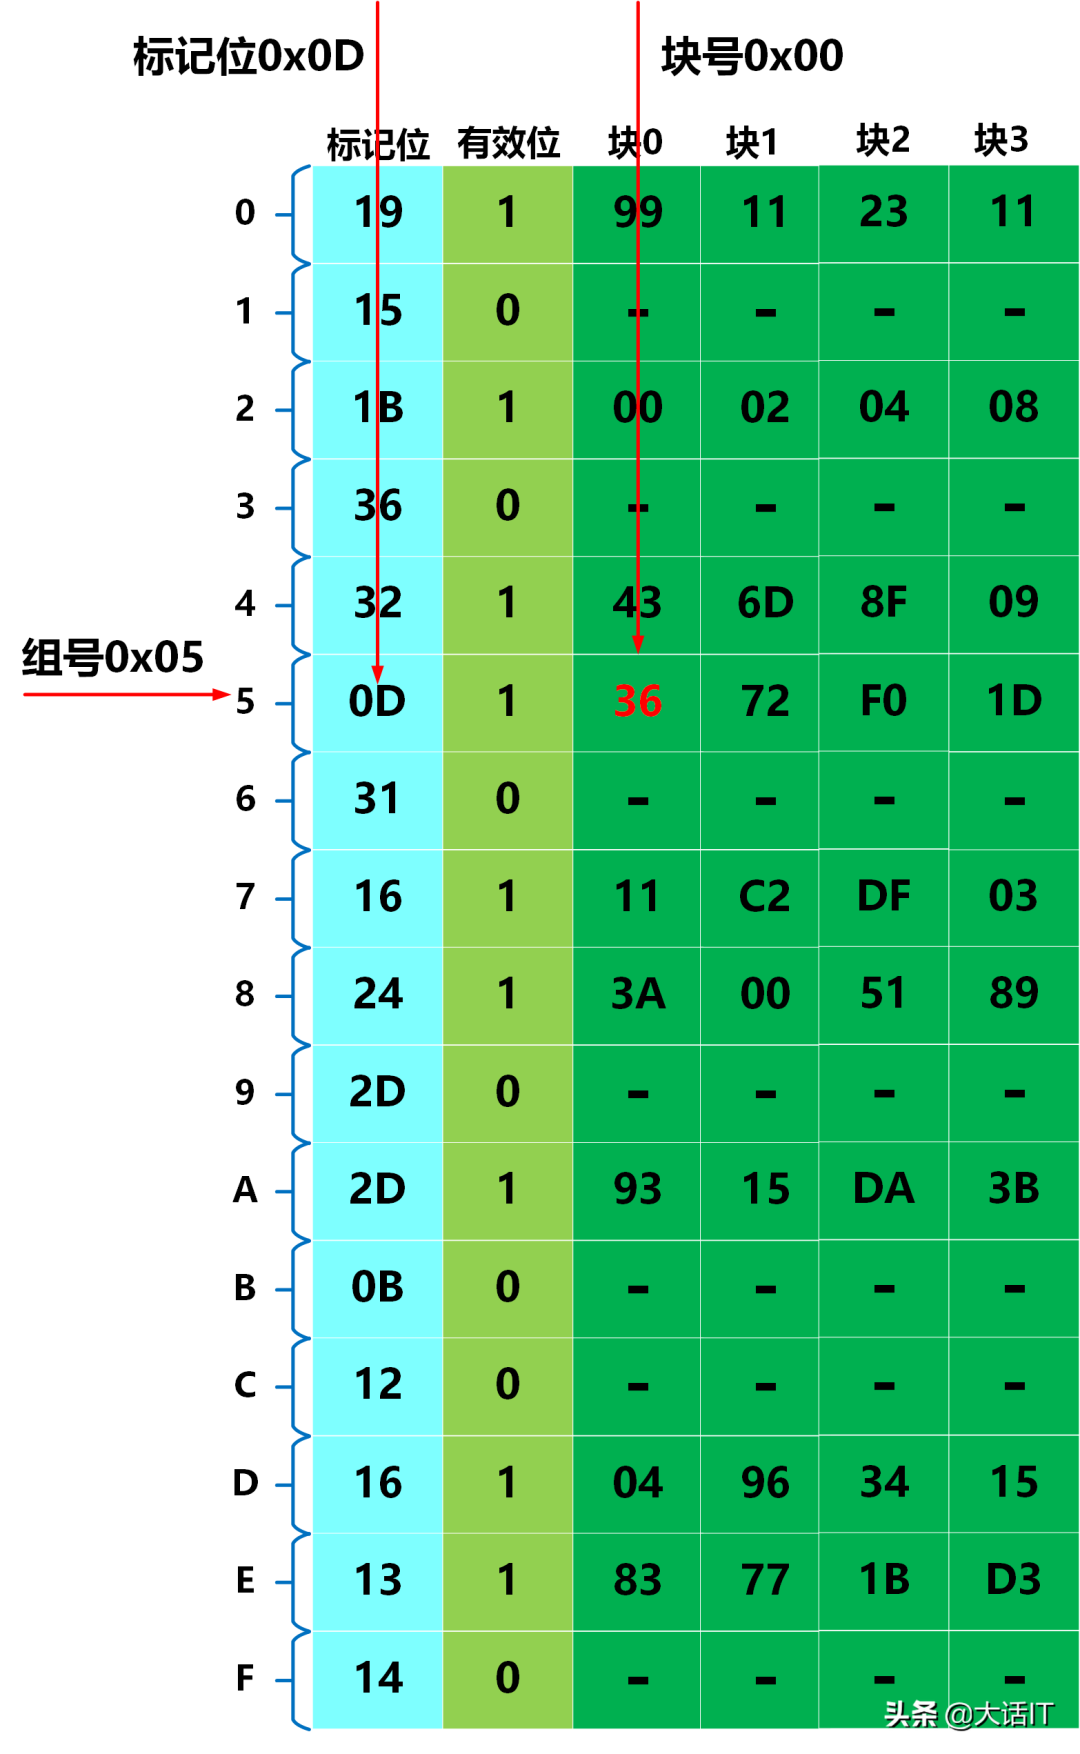 标记位0x0D 块号0x00
标记位 有效位 块0 块1 块2 块3
0 19 1 99 11 23 11
1 15 0 - - - -
2 1B 1 00 02 04 08
3 36 0 - - - -
4 32 1 43 6D 8F 09
组号0x05
5 0D 1 36 72 F0 1D
6 31 0 - - - -
7 16 1 11 C2 DF 03
8 24 1 3A 00 51 89
9 2D 0 - - - -
A 2D 1 93 15 DA 3B
B 0B 0 - - - -
C 12 0 - - - -
D 16 1 04 96 34 15
E 13 1 83 77 1B D3
F 14 0 - - - -
头条 @大话IT